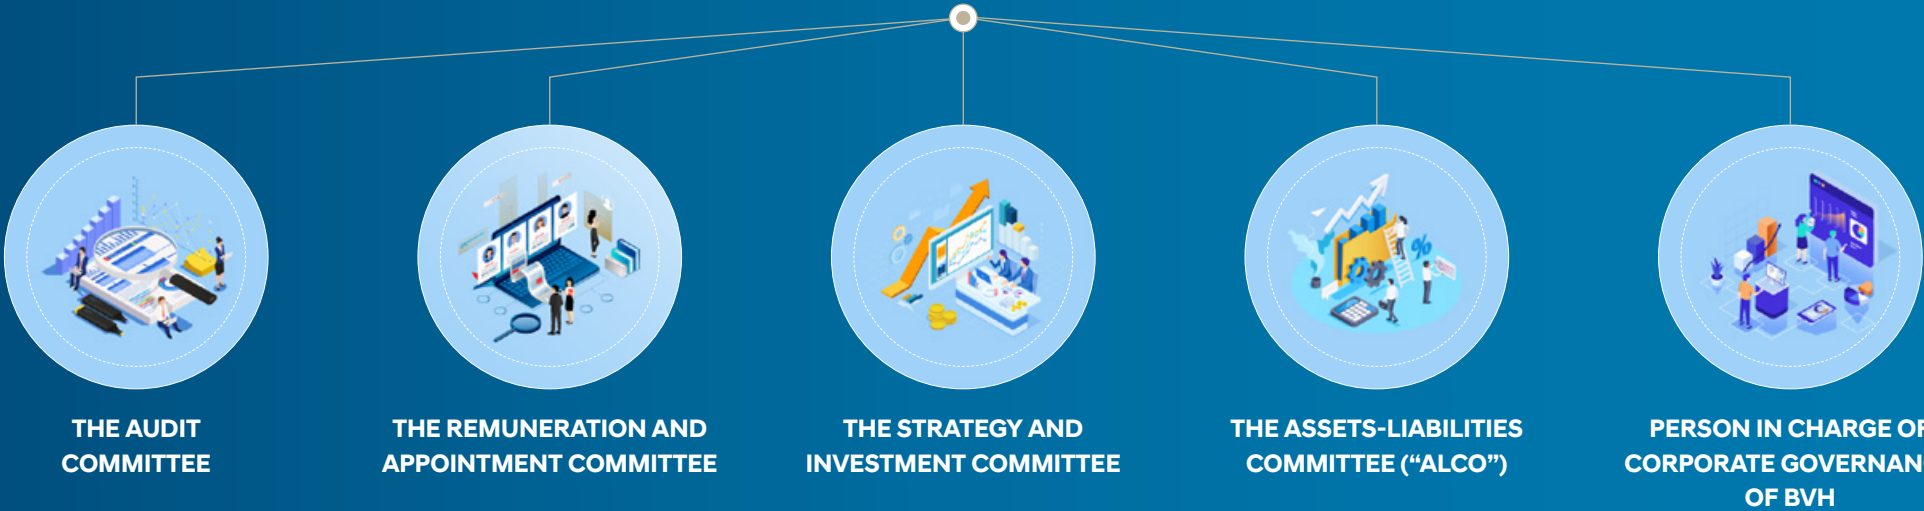 THE AUDIT
COMMITTEE
THE REMUNERATION AND
APPOINTMENT COMMITTEE
THE STRATEGY AND
INVESTMENT COMMITTEE
THE ASSETS-LIABILITIES
COMMITTEE (“ALCO”)
PERSON IN CHARGE OF
CORPORATE GOVERNAN
OF BVH